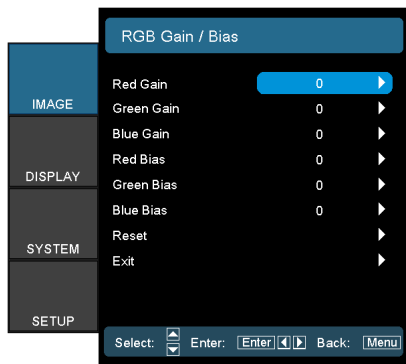 RGB Gain / Bias
IMAGE
DISPLAY
SYSTEM
SETUP
Red Gain 0
Green Gain 0
Blue Gain 0
Red Bias 0
Green Bias 0
Blue Bias 0
Reset
Exit
Select: Enter: Enter Back: Menu